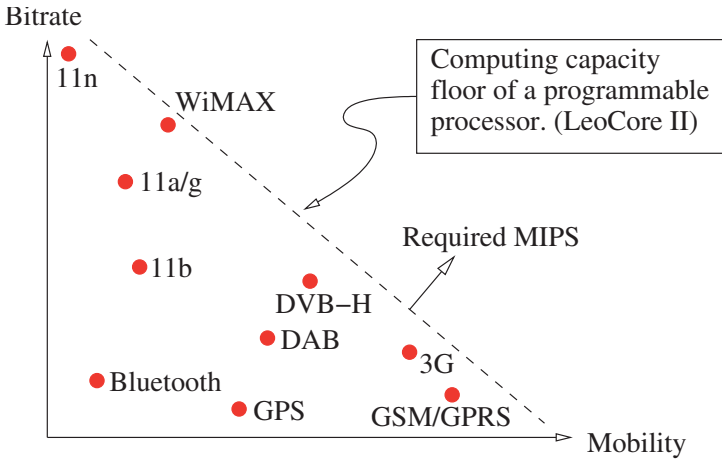 Bitrate
11n
WiMAX
Computing capacity
floor of a programmable
processor. (LeoCore II)
11a/g
Required MIPS
11b
DVB−H
DAB
3G
Bluetooth
GPS
GSM/GPRS
Mobility